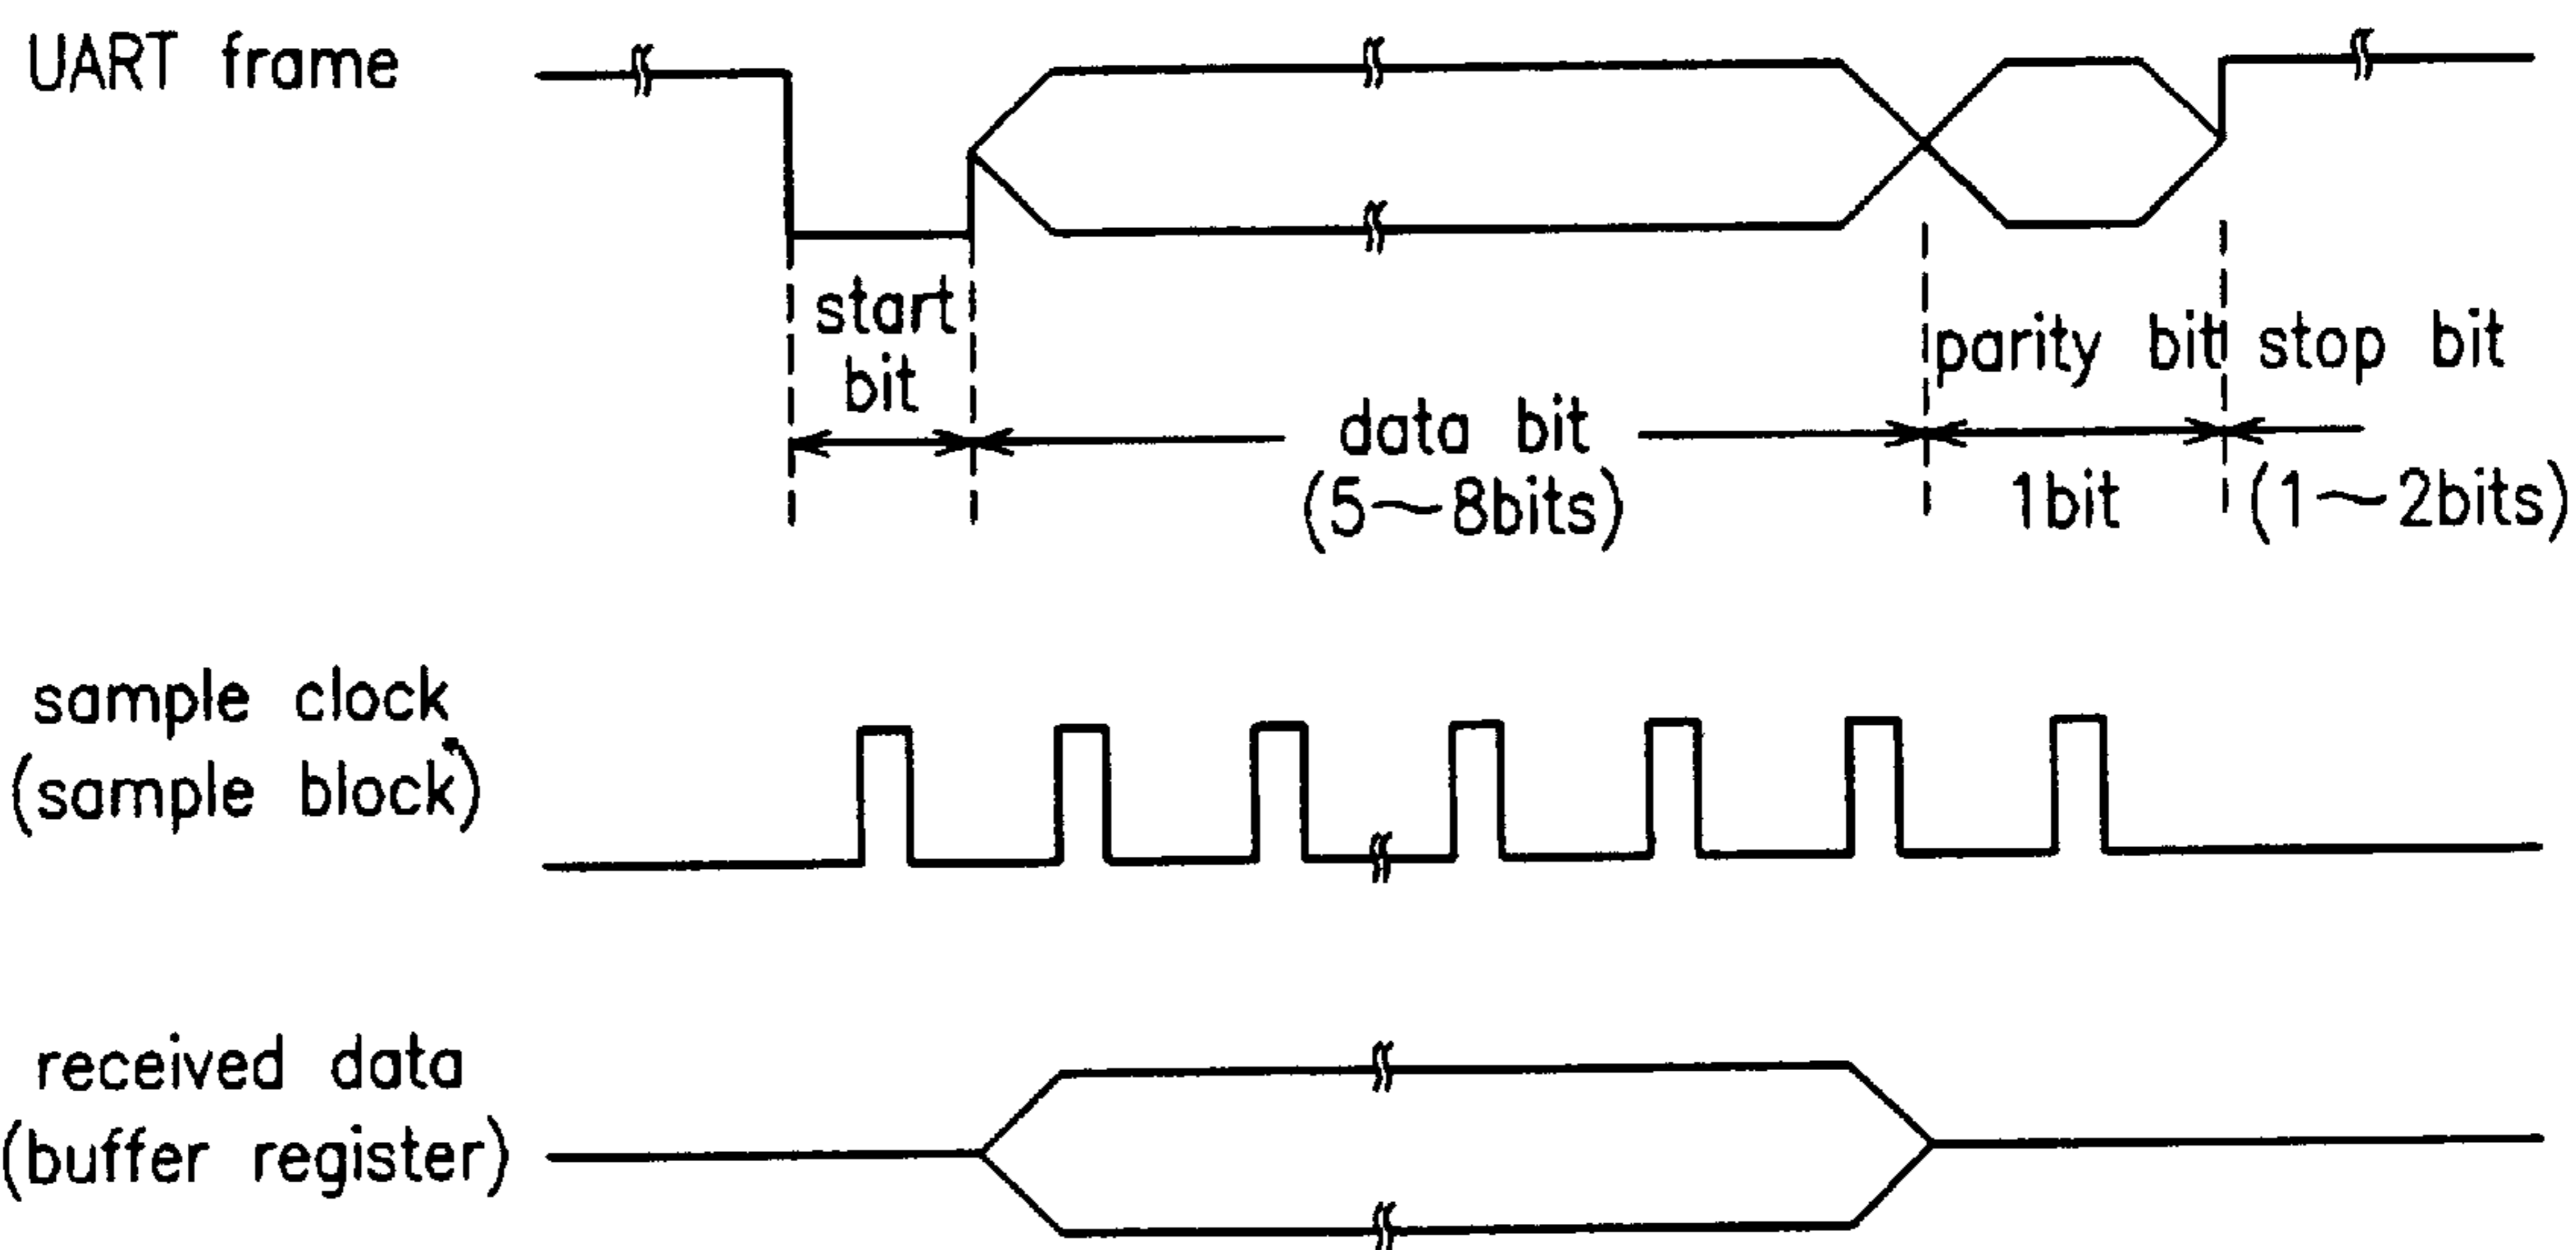 UART frame
start
bit
parity bit
stop bit
data bit
(5~8bits)
1bit
(1~2bits)
sample clock
(sample block)
received data
(buffer register)